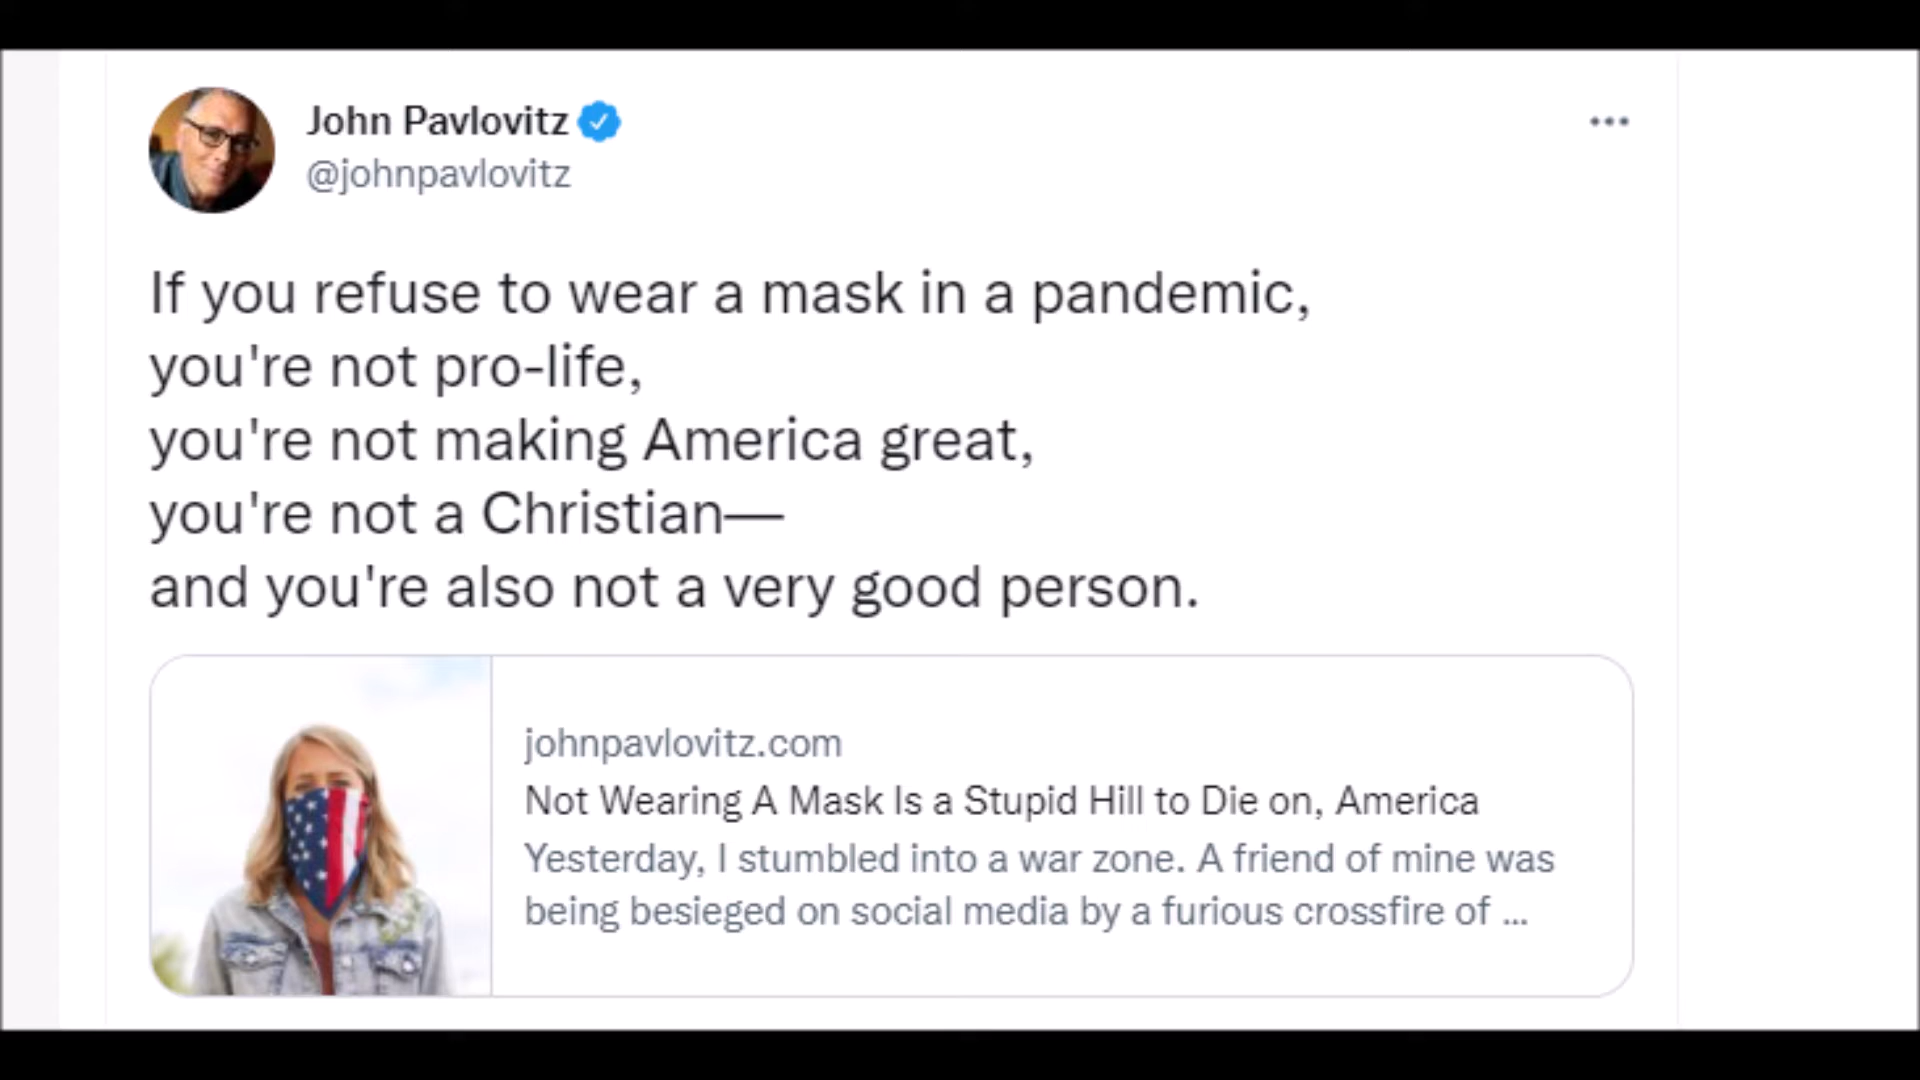 John Pavlovitz
@johnpavlovitz
If you refuse to wear a mask in a pandemic,
you're not pro-life,
you're not making America great,
you're not a Christian—
and you're also not a very good person.
johnpavlovitz.com
Not Wearing A Mask Is a Stupid Hill to Die on, America
Yesterday, I stumbled into a war zone. A friend of mine was
being besieged on social media by a furious crossfire of ...